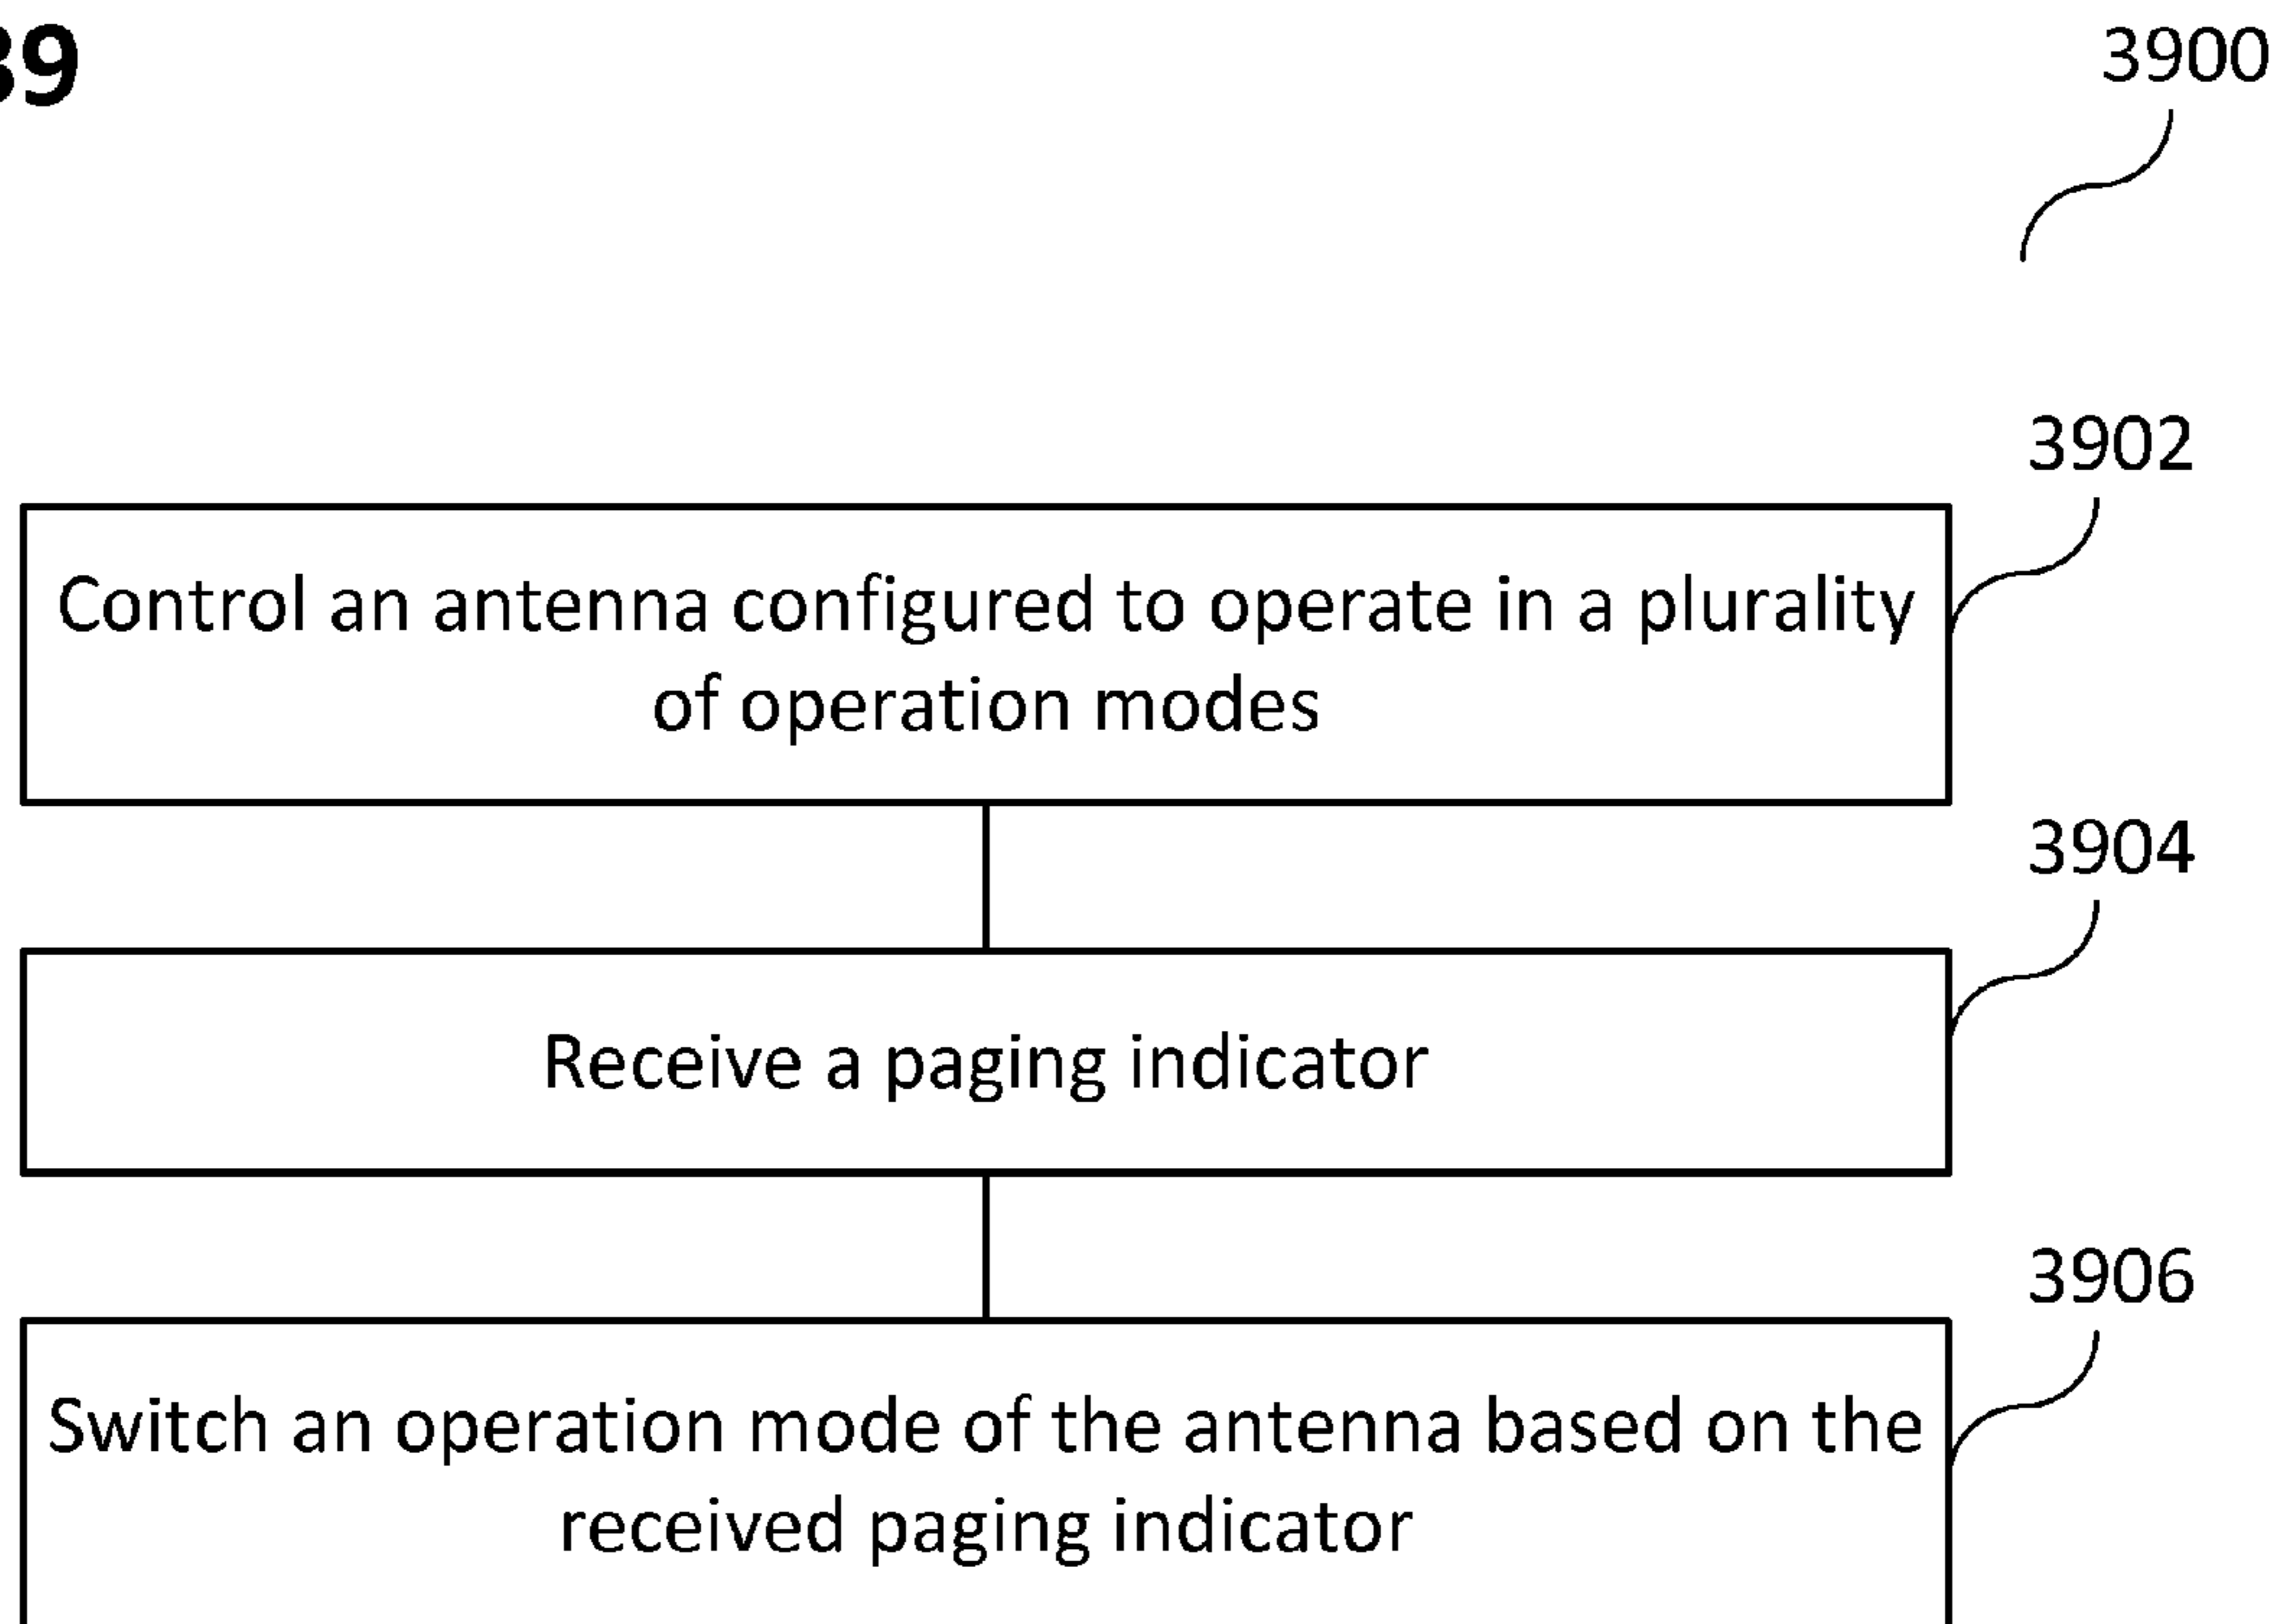 39
3900
3902
Control an antenna configured to operate in a plurality
of operation modes
3904
Receive a paging indicator
3906
Switch an operation mode of the antenna based on the
received paging indicator